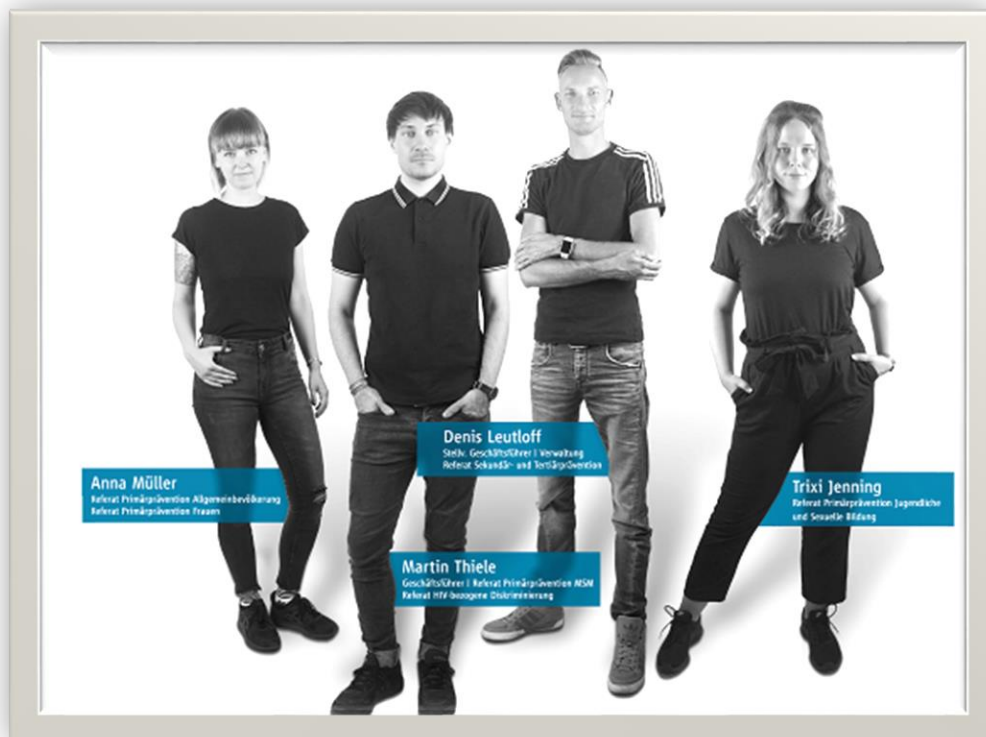 Anna Müller
Referat Primärprävention Allgemeinbevölkerung
Referat Primärprävention Frauen
Denis Leutloff
Stellv. Geschäftsführer I Verwaltung
Referat Sekundär- und Tertiärprävention
Martin Thiele
Geschäftsführer I Referat Primärprävention MSM
Referat HIV-bezogene Diskriminierung
Trixi Jenning
Referat Primärprävention Jugendliche
und Sexuelle Bildung